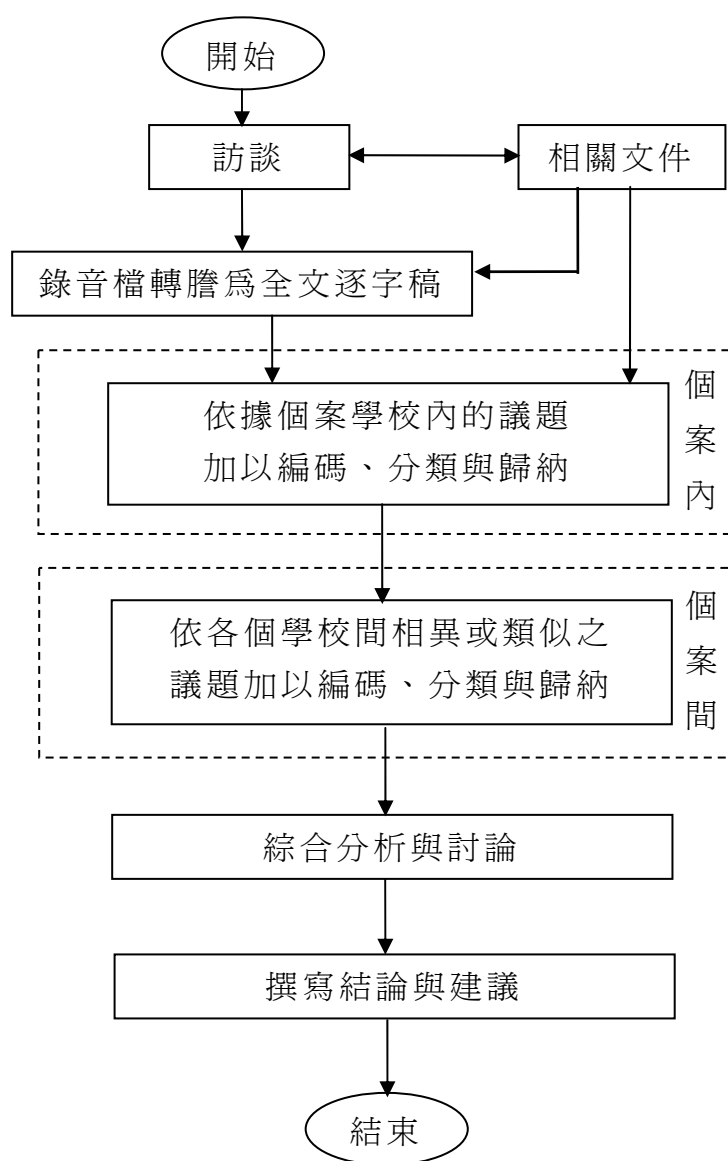 開始
訪談
相關文件
錄音檔轉謄爲全文逐字稿
依據個案學校內的議題
加以編碼、分類與歸納
個案內
依各個學校間相異或類似之
議題加以編碼、分類與歸納
個案間
綜合分析與討論
撰寫結論與建議
結束